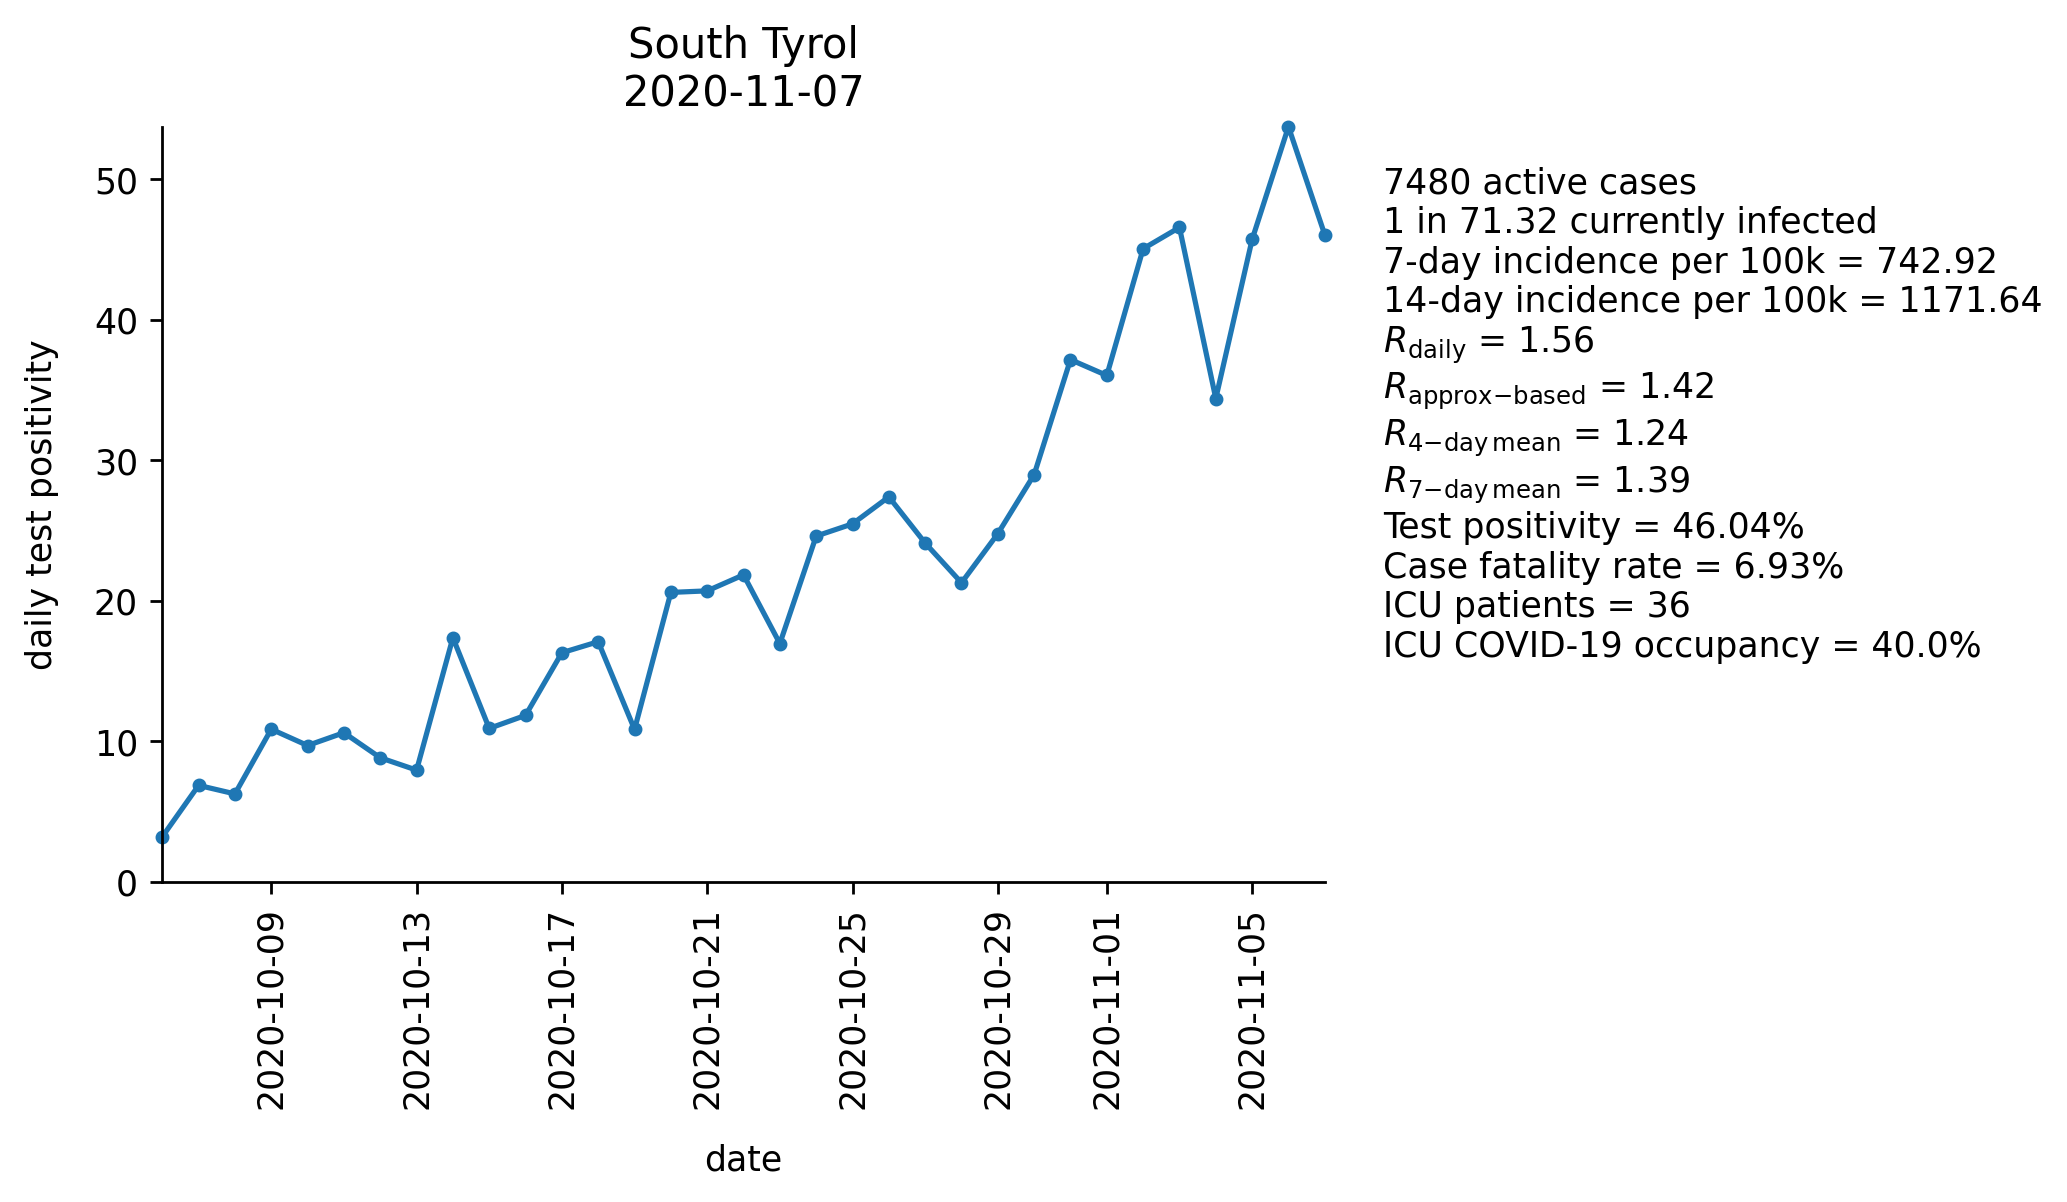 South Tyrol
2020-11-07
daily test positivity
50
40
30
20
10
0
2020-10-09
2020-10-13
2020-10-17
2020-10-21
2020-10-25
2020-10-29
2020-11-01
2020-11-05
date
7480 active cases
1 in 71.32 currently infected
7-day incidence per 100k = 742.92
14-day incidence per 100k = 1171.64
Rdaily = 1.56
Rapprox−based = 1.42
R4−day mean = 1.24
R7−day mean = 1.39
Test positivity = 46.04%
Case fatality rate = 6.93%
ICU patients = 36
ICU COVID-19 occupancy = 40.0%